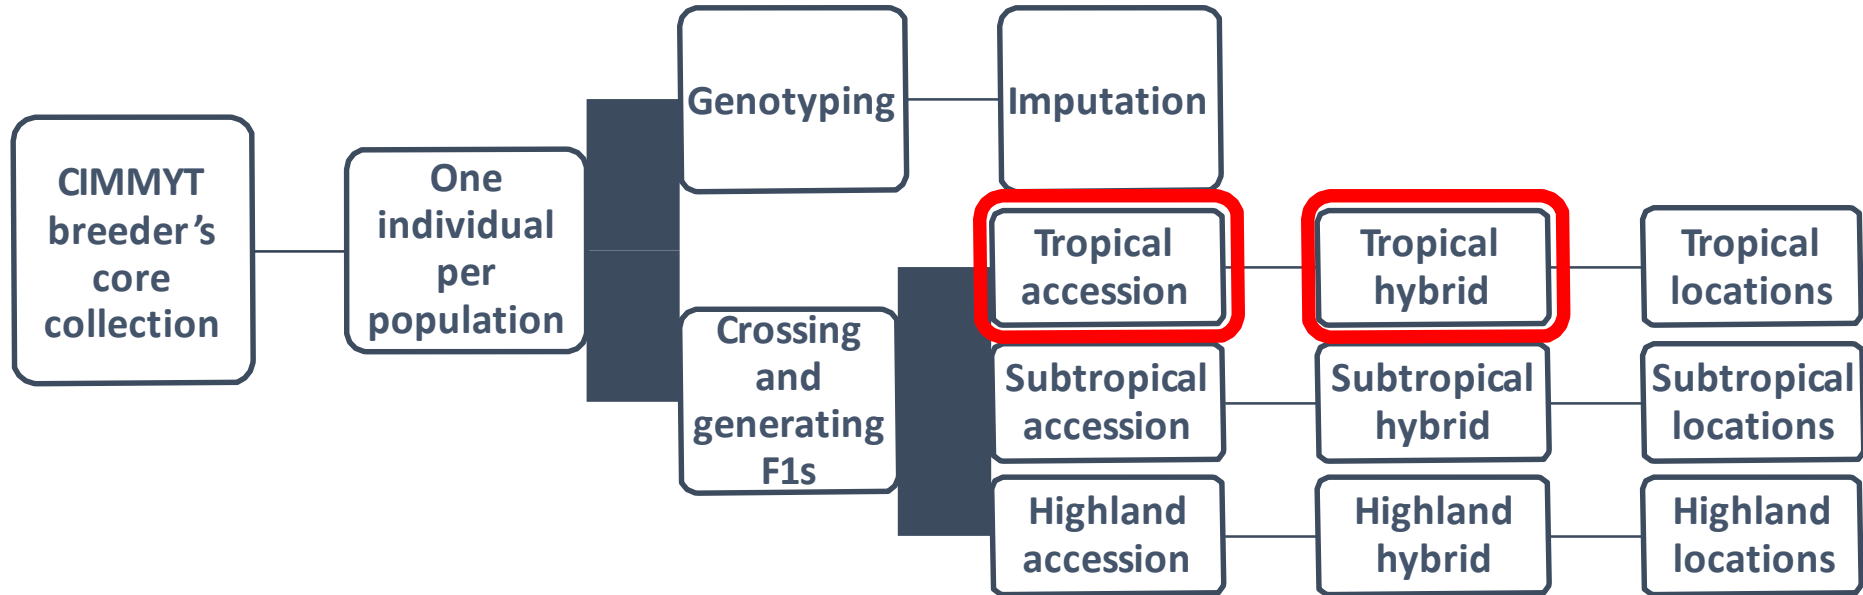 CIMMYT
breeder’s
core
collection
One
individual
per
population
Genotyping
Imputation
Crossing
and
generating
F1s
Tropical
accession
Tropical
hybrid
Tropical
locations
Subtropical
accession
Subtropical
hybrid
Subtropical
locations
Highland
accession
Highland
hybrid
Highland
locations